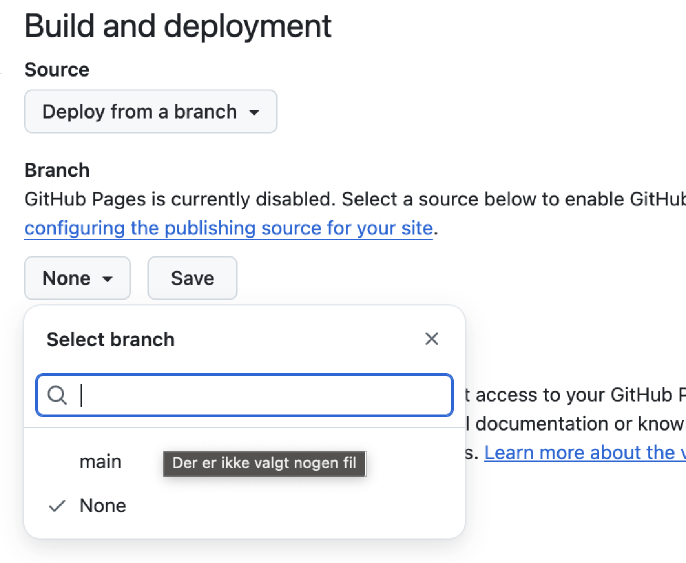 Build and deployment
Source
Deploy from a branch
Branch
GitHub Pages is currently disabled. Select a source below to enable GitHub
configuring the publishing source for your site.
None
Save
Select branch
t access to your GitHub P
l documentation or know
s. Learn more about the v
main
Der er ikke valgt nogen fil
None